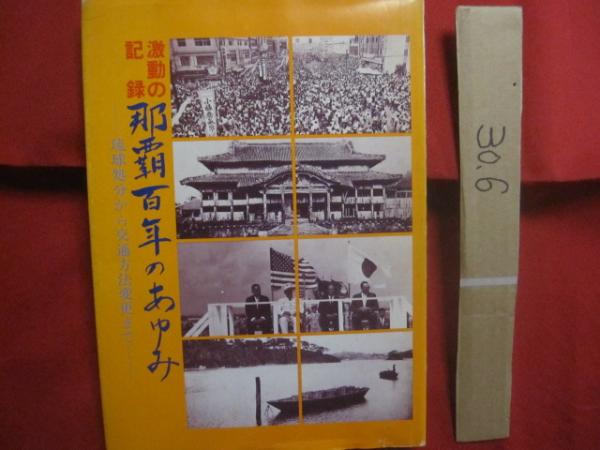 激動の
記録
那覇百年のあゆみ
琉球処分から交通方法変更まで……
30.6